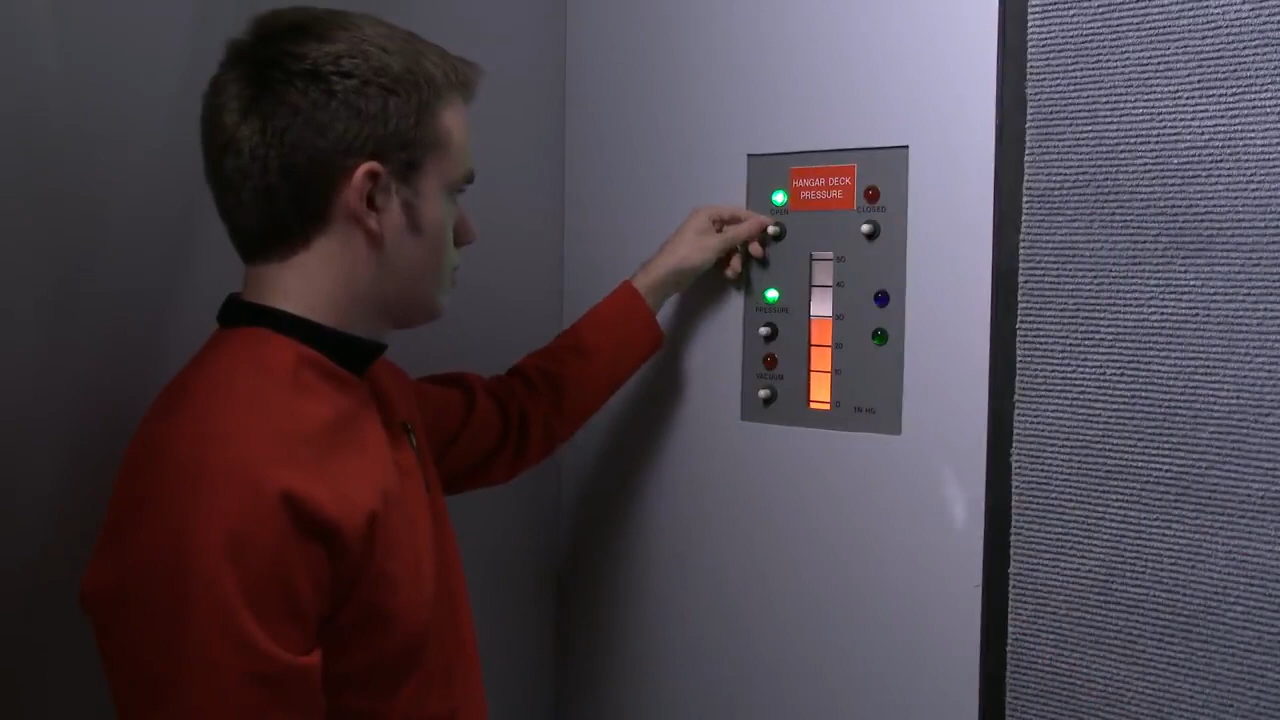 HANGAR DECK
PRESSURE
OPEN
CLOSED
50
40
30
20
10
0
PRESSURE
VACUUM
IN HG